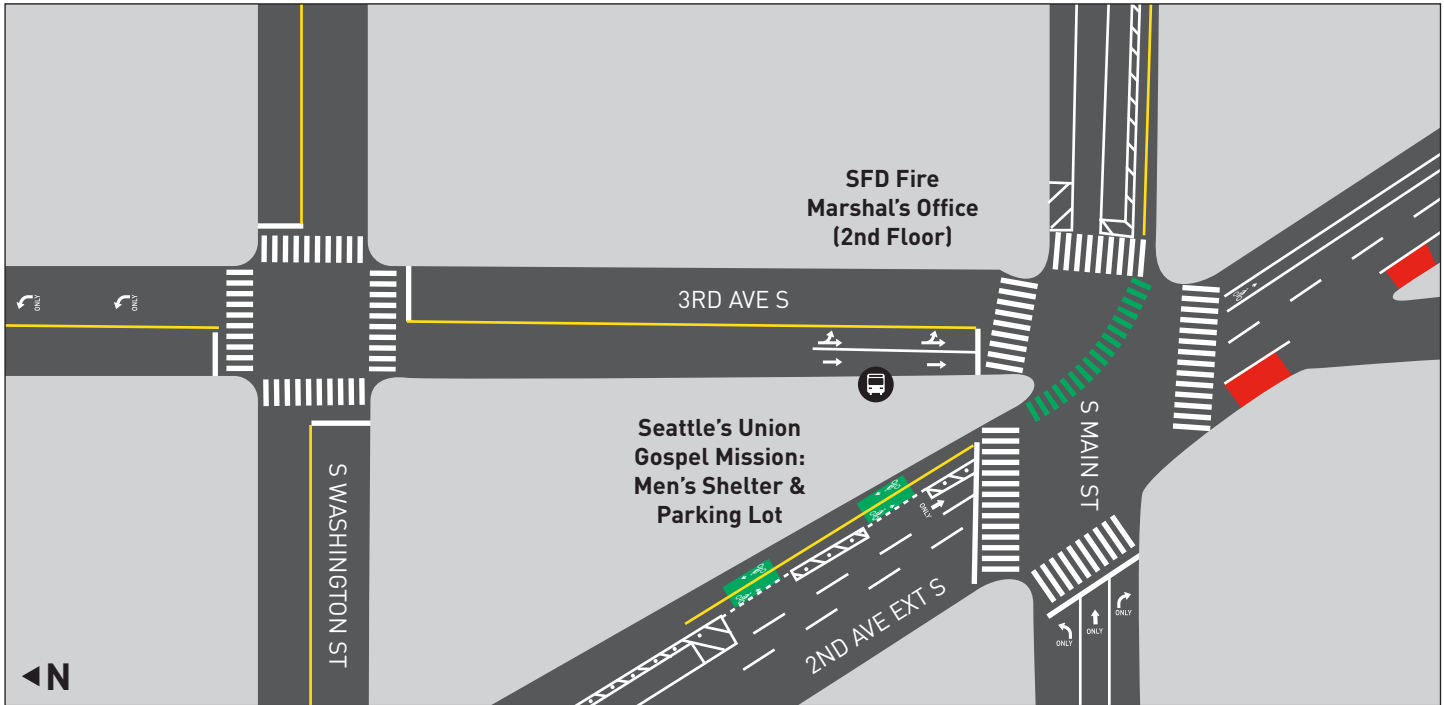 SFD Fire
Marshal's Office
(2nd Floor)
ONLY
ONLY
3RD AVE S
Seattle's Union
Gospel Mission:
Men's Shelter &
Parking Lot
S MAIN ST
S WASHINGTON ST
ONLY
2ND AVE EXT S
ONLY
ONLY
ONLY
N